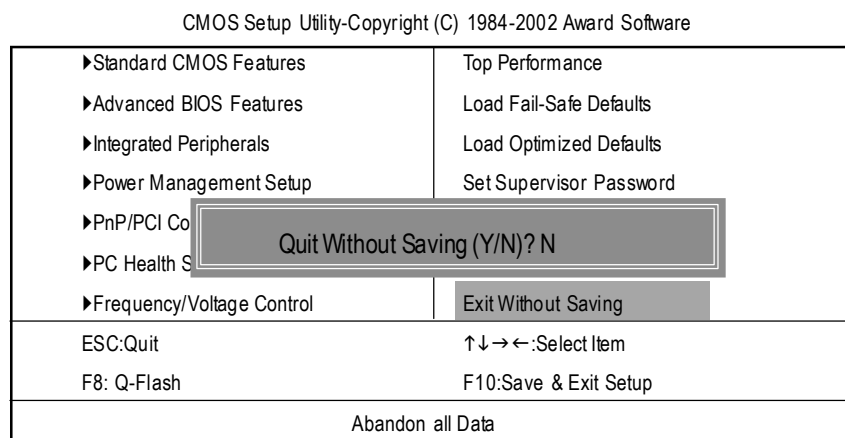 CMOS Setup Utility-Copyright (C) 1984-2002 Award Software
▶Standard CMOS Features
Top Performance
▶Advanced BIOS Features
Load Fail-Safe Defaults
▶Integrated Peripherals
Load Optimized Defaults
▶Power Management Setup
Set Supervisor Password
▶PnP/PCI
▶PC Health
Quit Without Saving (Y/N)? N
▶Frequency/Voltage Control
Exit Without Saving
ESC:Quit
↑↓→←:Select Item
F8: Q-Flash
F10:Save & Exit Setup
Abandon all Data